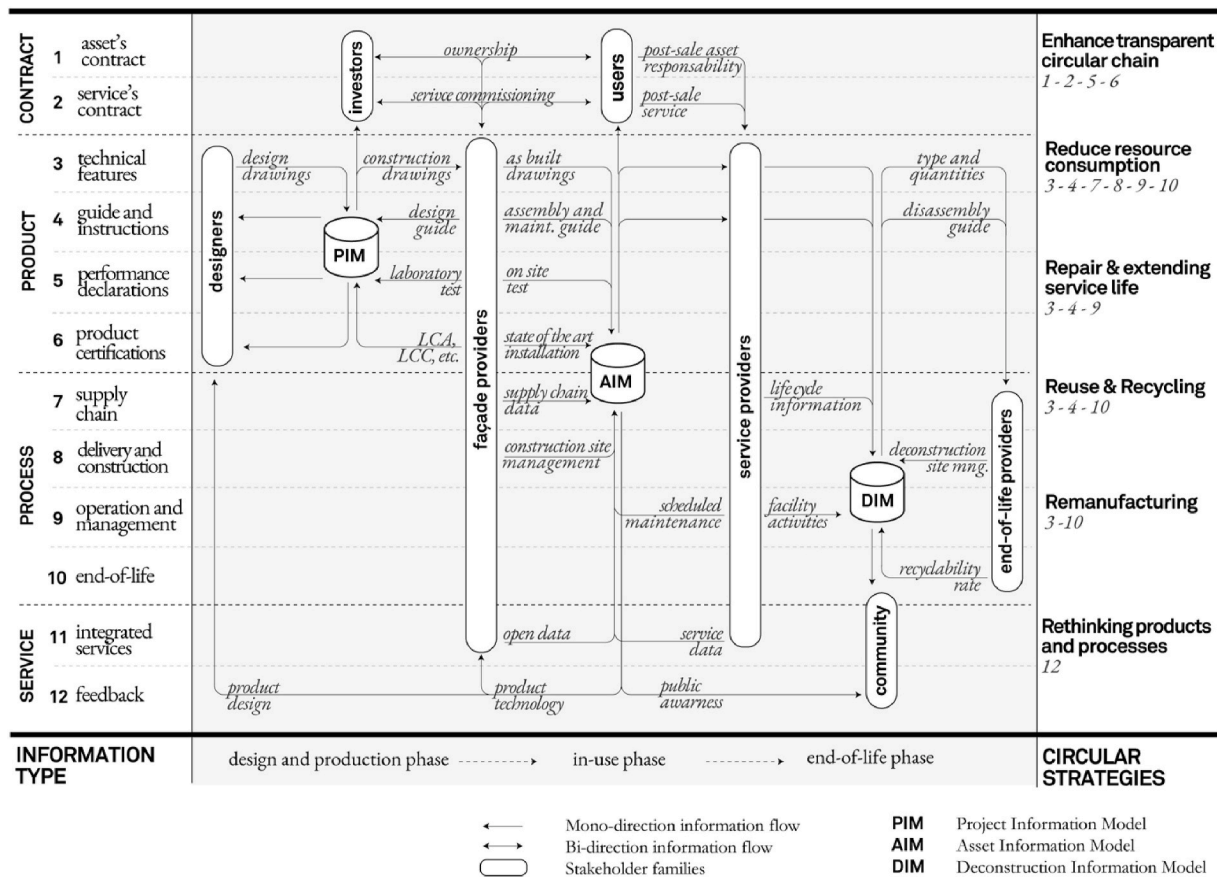 CONTRACT
1 asset's
contract
investors
ownership
users
post-sale asset
responsability
Enhance transparent
circular chain
1 - 2 - 5 - 6
2 service's
contract
serivce commissioning
post-sale
service
PRODUCT
3 technical
features
designers
design
drawings
construction
drawings
façade providers
as built
drawings
service providers
type and
quantities
Reduce resource
consumption
3 - 4 - 7 - 8 - 9 - 10
4 guide and
instructions
PIM
design
guide
assembly and
maint. guide
disassembly
guide
5 performance
declarations
laboratory
test
on site
test
Repair & extending
service life
3 - 4 - 9
6 product
certifications
LCA,
LCC, etc.
state of the art
installation
AIM
PROCESS
7 supply
chain
supply chain
data
life cycle
information
Reuse & Recycling
3 - 4 - 10
8 delivery and
construction
construction site
management
deconstruction
site mng.
end-of-life providers
DIM
9 operation and
management
scheduled
maintenance
facility
activities
Remanufacturing
3 -10
10 end-of-life
recyclability
rate
SERVICE
11 integrated
services
open data
service
data
community
Rethinking products
and processes
12
12 feedback
product
design
product
technology
public
awarness
INFORMATION
TYPE
design and production phase
in-use phase
end-of-life phase
CIRCULAR
STRATEGIES
Mono-direction information flow
Bi-direction information flow
Stakeholder families
PIM Project Information Model
AIM Asset Information Model
DIM Deconstruction Information Model